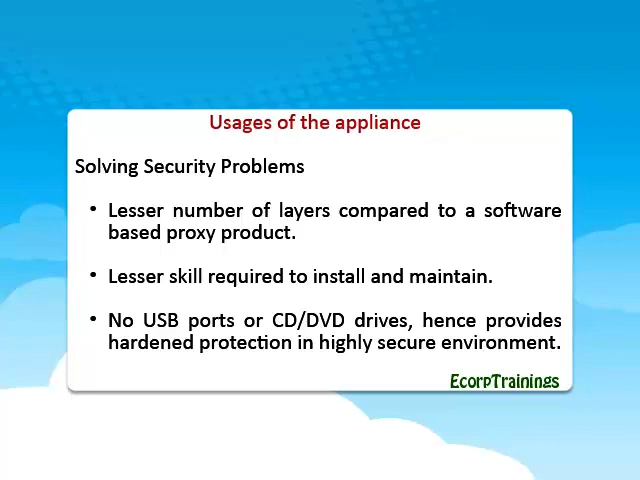 Usages of the appliance
Solving Security Problems
• Lesser number of layers compared to a software
based proxy product.
• Lesser skill required to install and maintain.
• No USB ports or CD/DVD drives, hence provides
hardened protection in highly secure environment.
EcorpTrainings